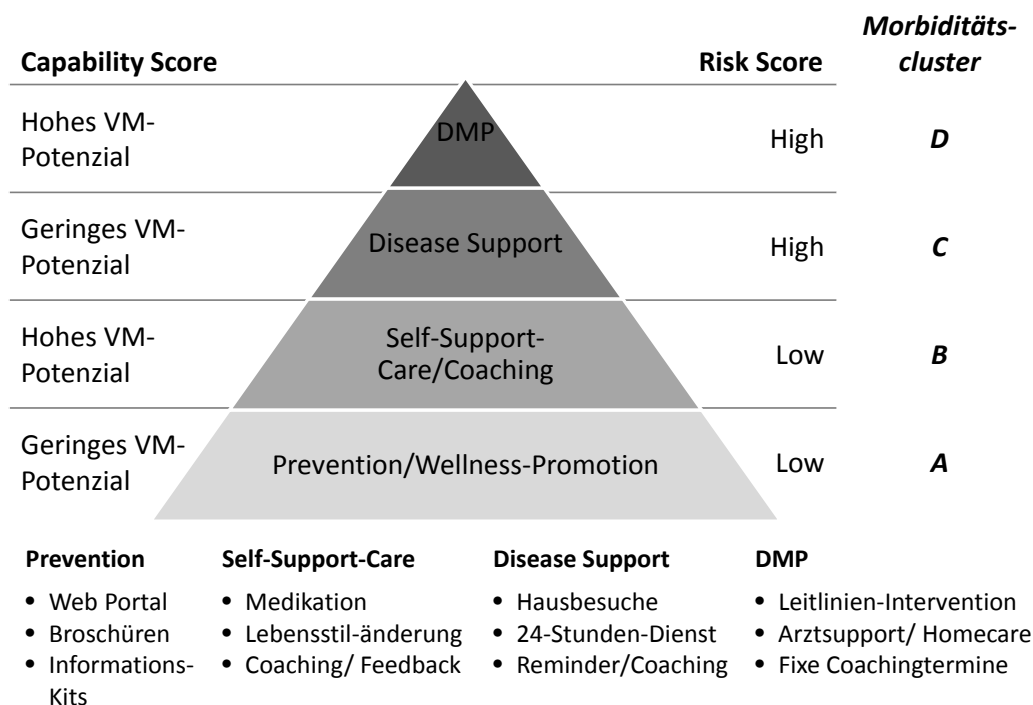 Capability Score
Risk Score
Morbiditäts-
cluster
Hohes VM-
Potenzial
DMP
High
D
Geringes VM-
Potenzial
Disease Support
High
C
Hohes VM-
Potenzial
Self-Support-
Care/Coaching
Low
B
Geringes VM-
Potenzial
Prevention/Wellness-Promotion
Low
A
Prevention
• Web Portal
• Broschüren
• Informations-
Kits
Self-Support-Care
• Medikation
• Lebensstil-änderung
• Coaching/ Feedback
Disease Support
• Hausbesuche
• 24-Stunden-Dienst
• Reminder/Coaching
DMP
• Leitlinien-Intervention
• Arztsupport/ Homecare
• Fixe Coachingtermine